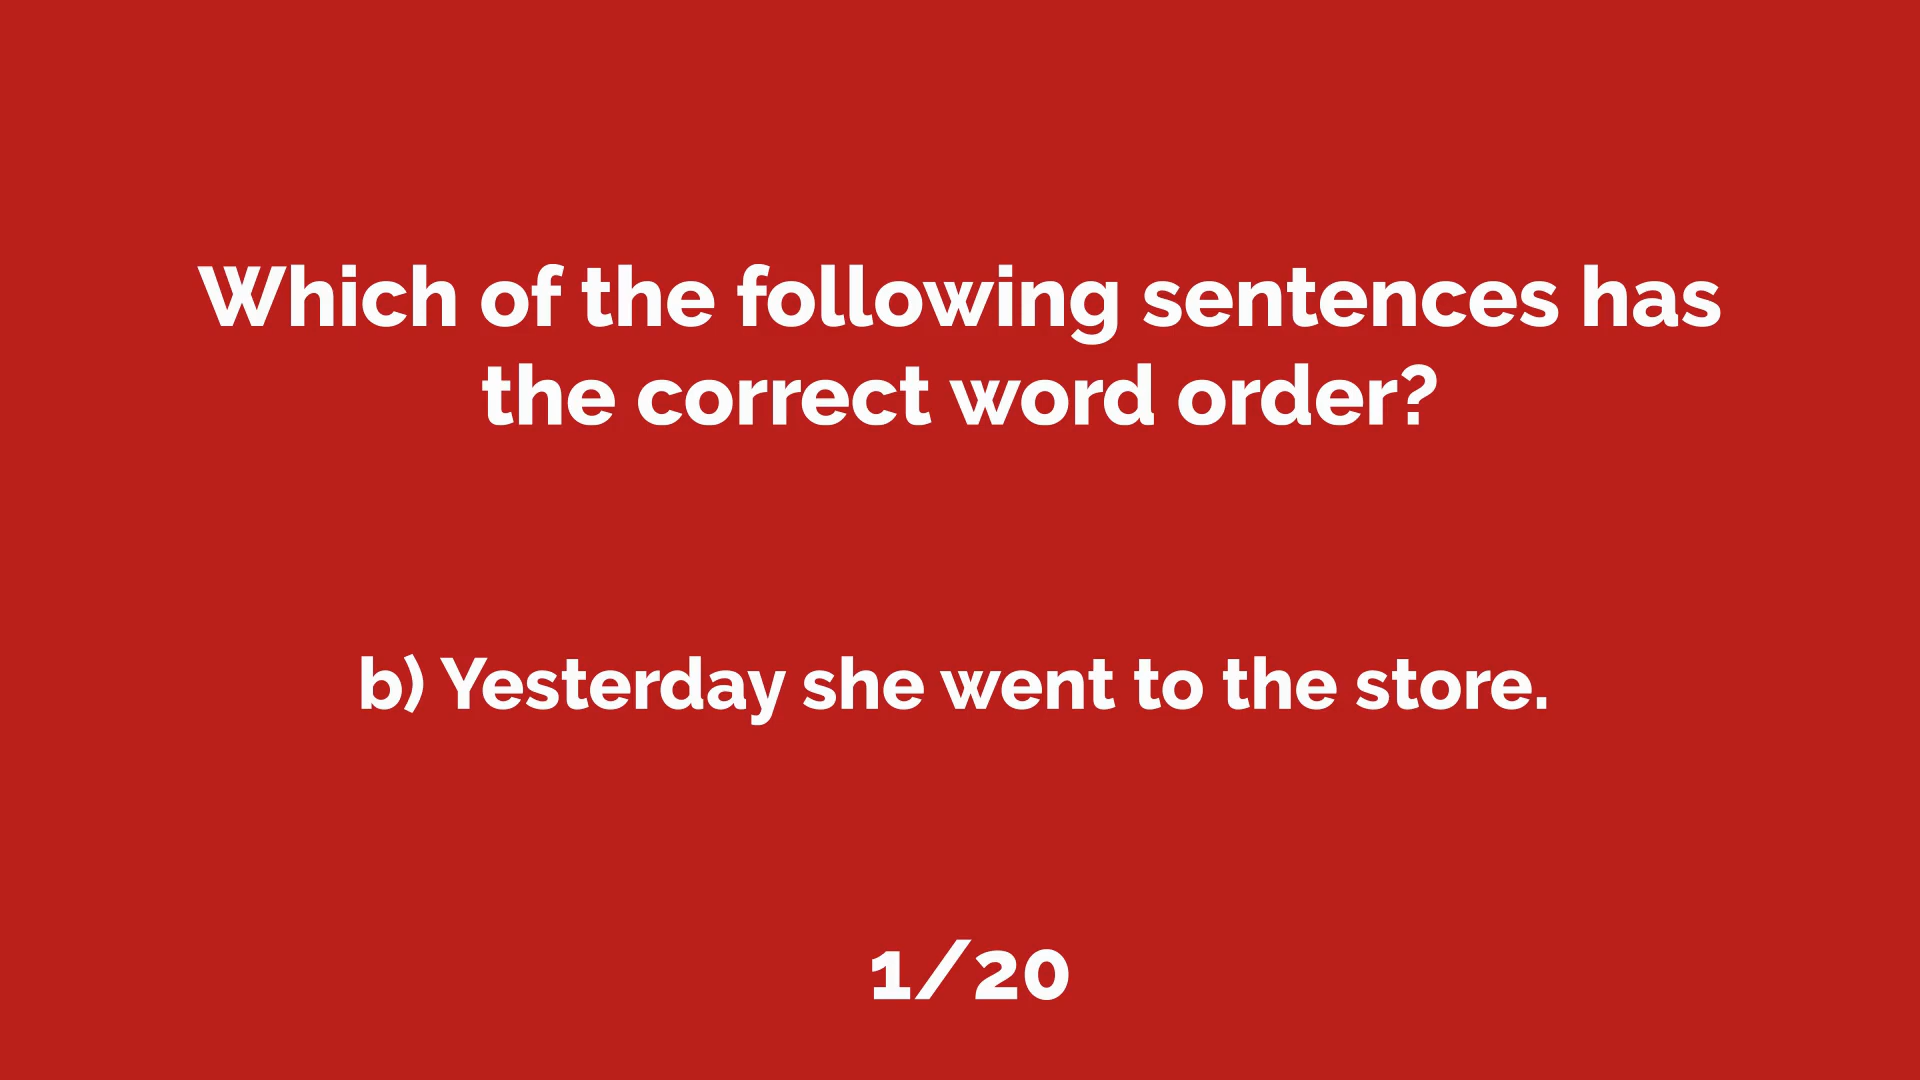 Which of the following sentences has
the correct word order?
b) Yesterday she went to the store.
1/20